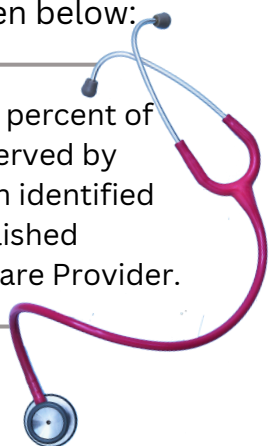 en below:
percent of
erved by
n identified
lished
are Provider.